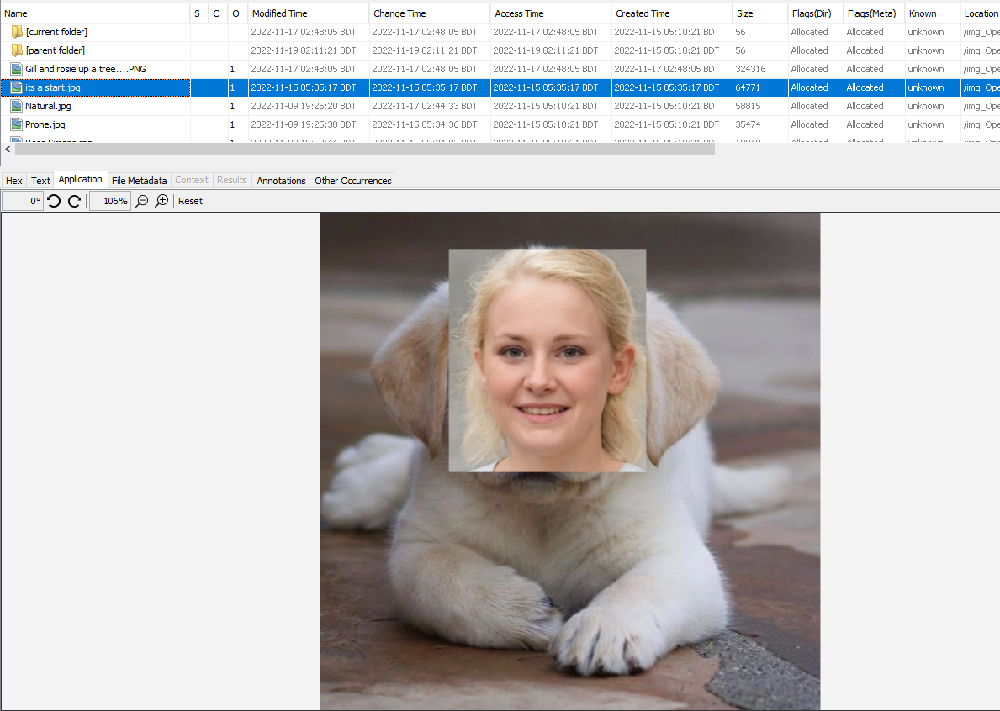 Name S C O Modified Time Change Time Access Time Created Time Size Flags(Dir) Flags(Meta) Known Location
[current folder] 2022-11-17 02:48:05 BDT 2022-11-17 02:48:05 BDT 2022-11-17 02:48:05 BDT 2022-11-15 05:10:21 BDT 56 Allocated Allocated unknown /img_Ope
[parent folder] 2022-11-19 02:11:21 BDT 2022-11-19 02:11:21 BDT 2022-11-19 02:11:21 BDT 2022-11-15 05:10:21 BDT 56 Allocated Allocated unknown /img_Ope
Gill and rosie up a tree....PNG 1 2022-11-17 02:48:05 BDT 2022-11-17 02:48:05 BDT 2022-11-17 02:48:05 BDT 2022-11-17 02:48:05 BDT 324316 Allocated Allocated unknown /img_Ope
its a start.jpg 1 2022-11-15 05:35:17 BDT 2022-11-15 05:35:17 BDT 2022-11-15 05:35:17 BDT 2022-11-15 05:35:17 BDT 64771 Allocated Allocated unknown /img_Ope
Natural.jpg 1 2022-11-09 19:25:20 BDT 2022-11-17 02:44:33 BDT 2022-11-15 05:10:21 BDT 2022-11-15 05:10:21 BDT 58815 Allocated Allocated unknown /img_Ope
Prone.jpg 1 2022-11-09 19:25:30 BDT 2022-11-15 05:34:36 BDT 2022-11-15 05:10:21 BDT 2022-11-15 05:10:21 BDT 35474 Allocated Allocated unknown /img_Ope
Hex Text Application File Metadata Context Results Annotations Other Occurrences
0° 106% Reset